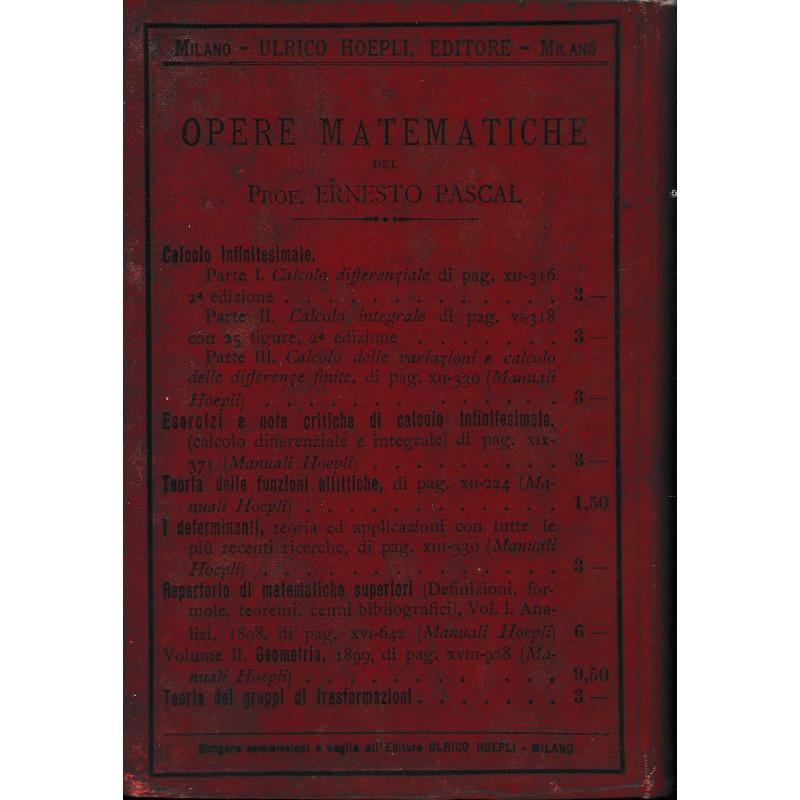 MILANO - ULRICO HOEPLI, EDITORE - MILANO
OPERE MATEMATICHE
DEL
PROF. ERNESTO PASCAL
Calcolo infinitesimale.
Parte I. Calcolo differenziale di pag. XII-316
2ª edizione . . . . . . . . . . . . . 3 —
Parte II. Calcolo integrale di pag. VI-318
con 25 figure, 2ª edizione . . . . . . . 3 —
Parte III. Calcolo delle variazioni e calcolo
delle differenze finite, di pag. XII-330 (Manuali
Hoepli) . . . . . . . . . . . . . . 3 —
Esercizi e note critiche di calcolo infinitesimale,
(calcolo differenziale e integrale) di pag. XIX-
371 (Manuali Hoepli) . . . . . . . . . 3 —
Teoria delle funzioni ellittiche, di pag. XII-224 (Ma-
nuali Hoepli) . . . . . . . . . . . . 1,50
I determinanti, teoria ed applicazioni con tutte le
più recenti ricerche, di pag. XIII-330 (Manuali
Hoepli) . . . . . . . . . . . . . . 3 —
Repertorio di matematiche superiori (Definizioni, for-
mole, teoremi, cenni bibliografici). Vol. I. Ana-
lisi, 1898, di pag. XVI-642 (Manuali Hoepli) 6 —
Volume II. Geometria, 1899, di pag. XVIII-928 (Ma-
nuali Hoepli) . . . . . . . . . . . . 9,50
Teoria dei gruppi di trasformazioni . . . . . . . 3 —
Dirigere commissioni e vaglia all'Editore ULRICO HOEPLI - MILANO